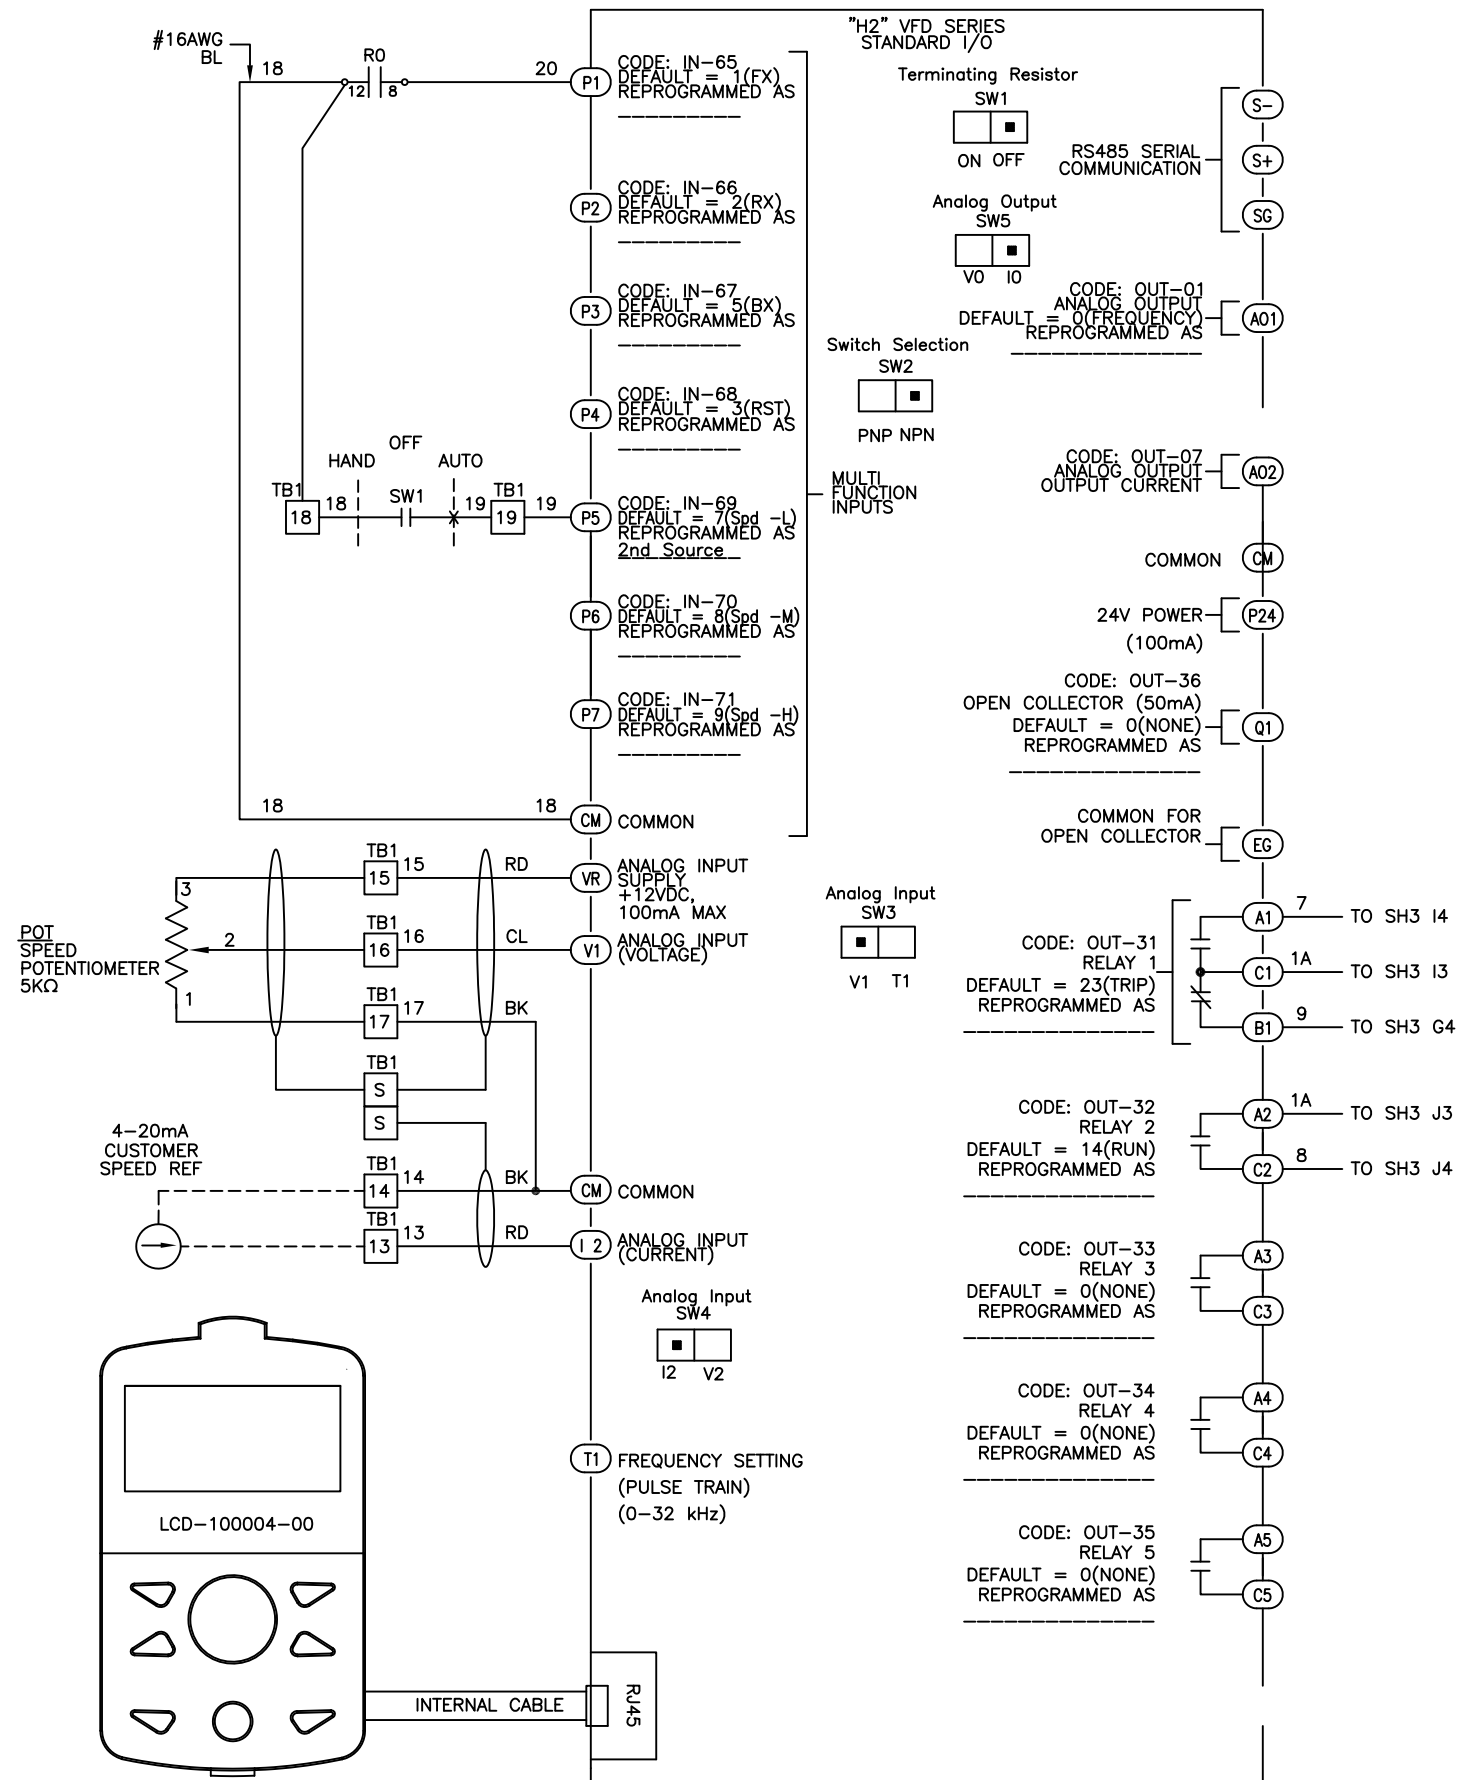 "H2" VFD SERIES
STANDARD I/O
#16AWG
BL
18
R0
12
8
20
P1
CODE: IN-65
DEFAULT = 1(FX)
REPROGRAMMED AS
_________
P2
CODE: IN-66
DEFAULT = 2(RX)
REPROGRAMMED AS
_________
P3
CODE: IN-67
DEFAULT = 5(BX)
REPROGRAMMED AS
_________
P4
CODE: IN-68
DEFAULT = 3(RST)
REPROGRAMMED AS
_________
HAND
OFF
AUTO
TB1
18
18
SW1
19
TB1
19
19
P5
CODE: IN-69
DEFAULT = 7(Spd -L)
REPROGRAMMED AS
2nd Source
P6
CODE: IN-70
DEFAULT = 8(Spd -M)
REPROGRAMMED AS
_________
P7
CODE: IN-71
DEFAULT = 9(Spd -H)
REPROGRAMMED AS
_________
MULTI
FUNCTION
INPUTS
18
18
CM
COMMON
POT
SPEED
POTENTIOMETER
5KΩ
3
2
1
TB1
15
15
RD
VR
ANALOG INPUT
SUPPLY
+12VDC,
100mA MAX
TB1
16
16
CL
V1
ANALOG INPUT
(VOLTAGE)
TB1
17
17
BK
TB1
S
S
4-20mA
CUSTOMER
SPEED REF
TB1
14
14
BK
CM
COMMON
TB1
13
13
RD
I 2
ANALOG INPUT
(CURRENT)
Analog Input
SW4
I2 V2
T1
FREQUENCY SETTING
(PULSE TRAIN)
(0-32 kHz)
LCD-100004-00
INTERNAL CABLE
RJ45
Terminating Resistor
SW1
ON OFF
Analog Output
SW5
VO IO
Switch Selection
SW2
PNP NPN
Analog Input
SW3
V1 T1
RS485 SERIAL
COMMUNICATION
S-
S+
SG
CODE: OUT-01
ANALOG OUTPUT
DEFAULT = 0(FREQUENCY)
REPROGRAMMED AS
______________
AO1
CODE: OUT-07
ANALOG OUTPUT
OUTPUT CURRENT
AO2
COMMON
CM
24V POWER
(100mA)
P24
CODE: OUT-36
OPEN COLLECTOR (50mA)
DEFAULT = 0(NONE)
REPROGRAMMED AS
______________
Q1
COMMON FOR
OPEN COLLECTOR
EG
CODE: OUT-31
RELAY 1
DEFAULT = 23(TRIP)
REPROGRAMMED AS
______________
A1
7
TO SH3 I4
C1
1A
TO SH3 I3
B1
9
TO SH3 G4
CODE: OUT-32
RELAY 2
DEFAULT = 14(RUN)
REPROGRAMMED AS
______________
A2
1A
TO SH3 J3
C2
8
TO SH3 J4
CODE: OUT-33
RELAY 3
DEFAULT = 0(NONE)
REPROGRAMMED AS
______________
A3
C3
CODE: OUT-34
RELAY 4
DEFAULT = 0(NONE)
REPROGRAMMED AS
______________
A4
C4
CODE: OUT-35
RELAY 5
DEFAULT = 0(NONE)
REPROGRAMMED AS
______________
A5
C5